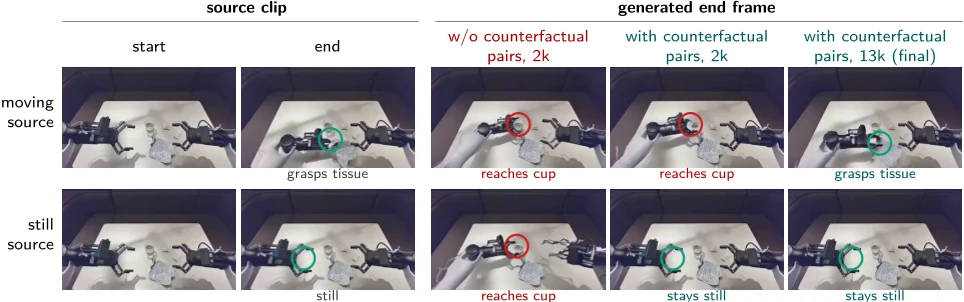 source clip
generated end frame
start
end
w/o counterfactual
pairs, 2k
with counterfactual
pairs, 2k
with counterfactual
pairs, 13k (final)
moving
source
grasps tissue
reaches cup
reaches cup
grasps tissue
still
source
still
reaches cup
stays still
stays still